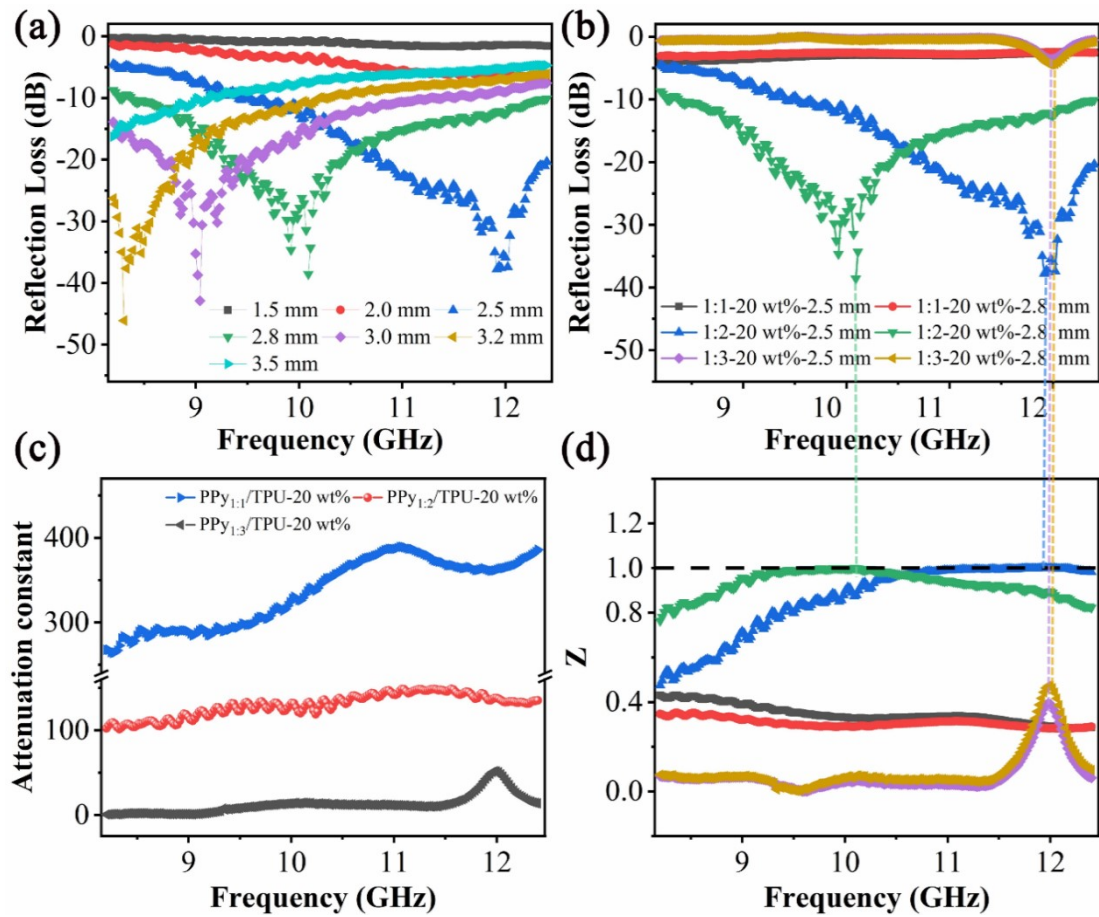 (a)
Reflection Loss (dB)
0
-10
-20
-30
-40
-50
1.5 mm 2.0 mm 2.5 mm
2.8 mm 3.0 mm 3.2 mm
3.5 mm
9 10 11 12
Frequency (GHz)
(b)
Reflection Loss (dB)
0
-10
-20
-30
-40
-50
1:1-20 wt%-2.5 mm 1:1-20 wt%-2.8 mm
1:2-20 wt%-2.5 mm 1:2-20 wt%-2.8 mm
1:3-20 wt%-2.5 mm 1:3-20 wt%-2.8 mm
9 10 11 12
Frequency (GHz)
(c)
Attenuation constant
400
300
100
0
PPy1:1/TPU-20 wt% PPy1:2/TPU-20 wt%
PPy1:3/TPU-20 wt%
9 10 11 12
Frequency (GHz)
(d)
Z
1.2
1.0
0.8
0.4
0.0
9 10 11 12
Frequency (GHz)